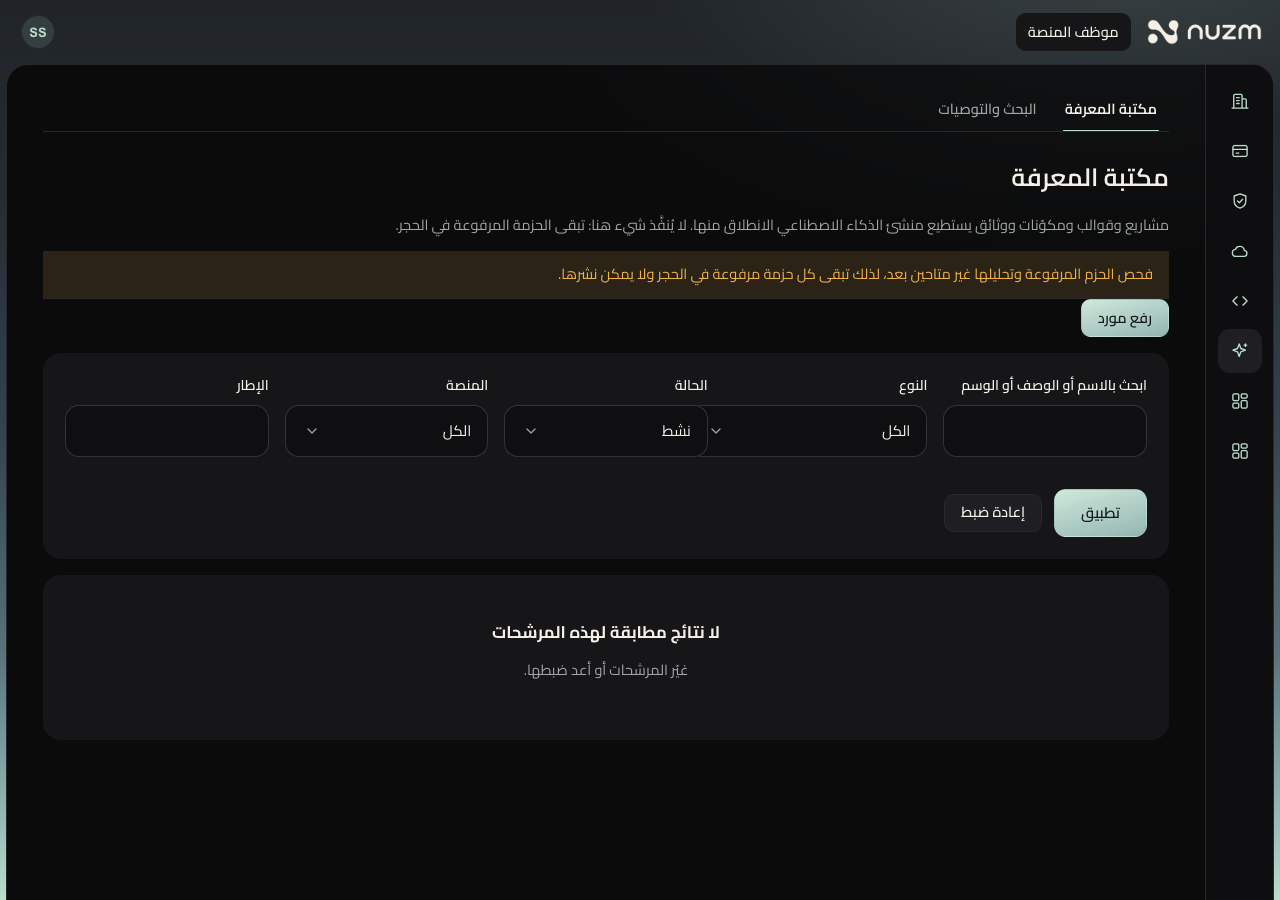 nuzm
موظف المنصة
SS
مكتبة المعرفة
البحث والتوصيات
مكتبة المعرفة
مشاريع وقوالب ومكوّنات ووثائق يستطيع منشئ الذكاء الاصطناعي الانطلاق منها. لا يُنفَّذ شيء هنا: تبقى الحزمة المرفوعة في الحجر.
فحص الحزم المرفوعة وتحليلها غير متاحين بعد، لذلك تبقى كل حزمة مرفوعة في الحجر ولا يمكن نشرها.
رفع مورد
ابحث بالاسم أو الوصف أو الوسم
النوع
الحالة
المنصة
الإطار
الكل
نشط
الكل
تطبيق
إعادة ضبط
لا نتائج مطابقة لهذه المرشحات
غيّر المرشحات أو أعد ضبطها.